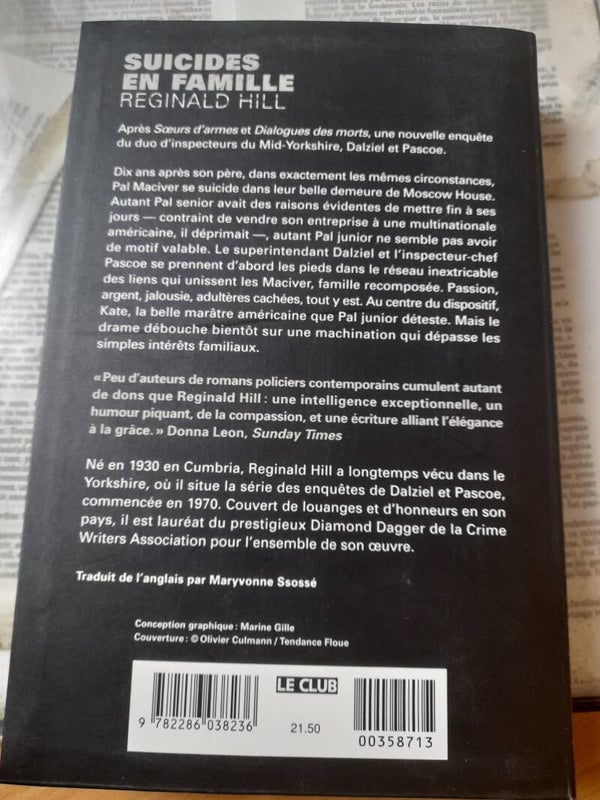 SUICIDES
EN FAMILLE
REGINALD HILL
Après Sœurs d'armes et Dialogues des morts, une nouvelle enquête
du duo d'inspecteurs du Mid-Yorkshire, Dalziel et Pascoe.
Dix ans après son père, dans exactement les mêmes circonstances,
Pal Maciver se suicide dans leur belle demeure de Moscow House.
Autant Pal senior avait des raisons évidentes de mettre fin à ses
jours — contraint de vendre son entreprise à une multinationale
américaine, il déprimait —, autant Pal junior ne semble pas avoir
de motif valable. Le superintendant Dalziel et l'inspecteur-chef
Pascoe se prennent d'abord les pieds dans le réseau inextricable
des liens qui unissent les Maciver, famille recomposée. Passion,
argent, jalousie, adultères cachées, tout y est. Au centre du dispositif,
Kate, la belle marâtre américaine que Pal junior déteste. Mais le
drame débouche bientôt sur une machination qui dépasse les
simples intérêts familiaux.
« Peu d'auteurs de romans policiers contemporains cumulent autant
de dons que Reginald Hill : une intelligence exceptionnelle, un
humour piquant, de la compassion, et une écriture alliant l'élégance
à la grâce. » Donna Leon, Sunday Times
Né en 1930 en Cumbria, Reginald Hill a longtemps vécu dans le
Yorkshire, où il situe la série des enquêtes de Dalziel et Pascoe,
commencée en 1970. Couvert de louanges et d'honneurs en son
pays, il est lauréat du prestigieux Diamond Dagger de la Crime
Writers Association pour l'ensemble de son œuvre.
Traduit de l'anglais par Maryvonne Ssossé
Conception graphique : Marine Gille
Couverture : © Olivier Culmann / Tendance Floue
LE CLUB
9 782286 038236
21.50
00358713